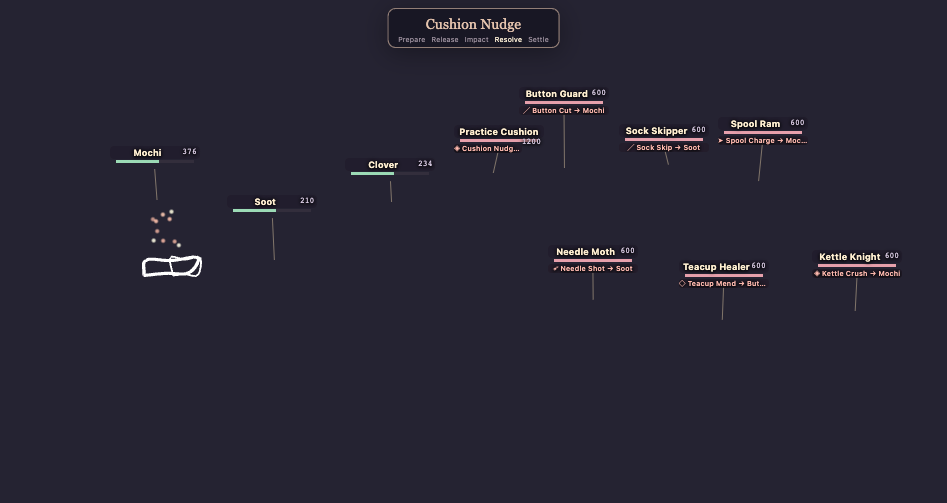 Cushion Nudge
Prepare Release Impact Resolve Settle
Button Guard 600
Button Cut → Mochi
Practice Cushion 1200
Cushion Nudg...
Sock Skipper 600
Sock Skip → Soot
Spool Ram 600
Spool Charge → Moc...
Mochi 376
Clover 234
Soot 210
Needle Moth 600
Needle Shot → Soot
Teacup Healer 600
Teacup Mend → But...
Kettle Knight 600
Kettle Crush → Mochi